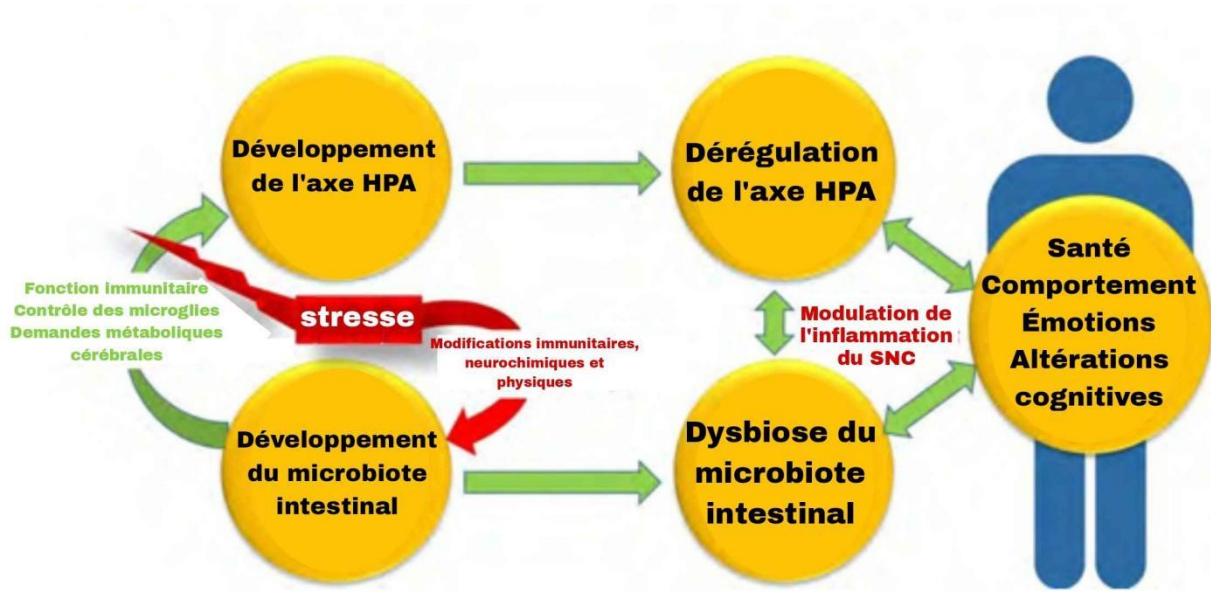 Développement
de l'axe HPA
Dérégulation
de l'axe HPA
Fonction immunitaire
Contrôle des microglies
Demandes métaboliques
cérébrales
stresse
Modifications immunitaires,
neurochimiques et
physiques
Modulation de
l'inflammation
du SNC
Santé
Comportement
Émotions
Altérations
cognitives
Développement
du microbiote
intestinal
Dysbiose du
microbiote
intestinal